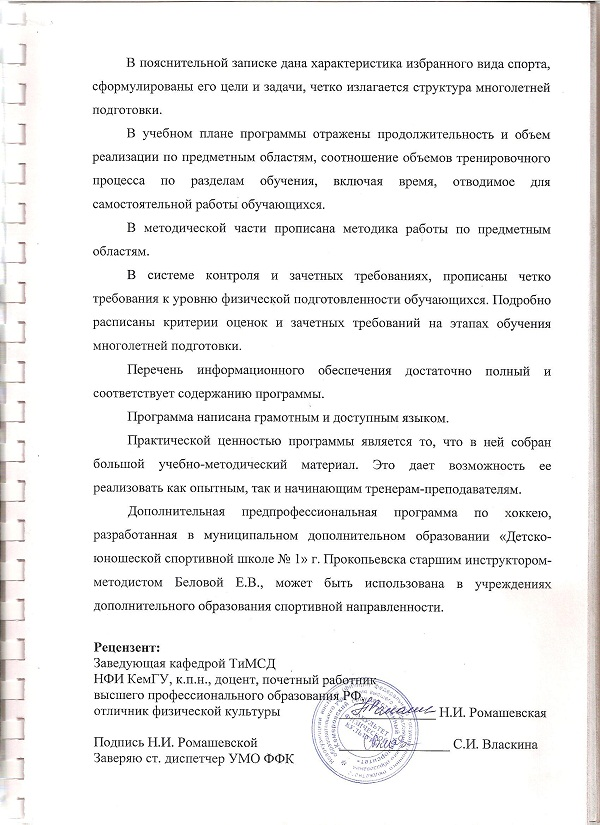 В пояснительной записке дана характеристика избранного вида спорта,
сформулированы его цели и задачи, четко излагается структура многолетней
подготовки.
В учебном плане программы отражены продолжительность и объем
реализации по предметным областям, соотношение объемов тренировочного
процесса по разделам обучения, включая время, отводимое для
самостоятельной работы обучающихся.
В методической части прописана методика работы по предметным
областям.
В системе контроля и зачетных требованиях, прописаны четко
требования к уровню физической подготовленности обучающихся. Подробно
расписаны критерии оценок и зачетных требований на этапах обучения
многолетней подготовки.
Перечень информационного обеспечения достаточно полный и
соответствует содержанию программы.
Программа написана грамотным и доступным языком.
Практической ценностью программы является то, что в ней собран
большой учебно-методический материал. Это дает возможность ее
реализовать как опытным, так и начинающим тренерам-преподавателям.
Дополнительная предпрофессиональная программа по хоккею,
разработанная в муниципальном дополнительном образовании «Детско-
юношеской спортивной школе № 1» г. Прокопьевска старшим инструктором-
методистом Беловой Е.В., может быть использована в учреждениях
дополнительного образования спортивной направленности.
Рецензент:
Заведующая кафедрой ТиМСД
НФИ КемГУ, к.п.н., доцент, почетный работник
высшего профессионального образования РФ,
отличник физической культуры Н.И. Ромашевская
Подпись Н.И. Ромашевской С.И. Власкина
Заверяю ст. диспетчер УМО ФФК
ФАКУЛЬТЕТ